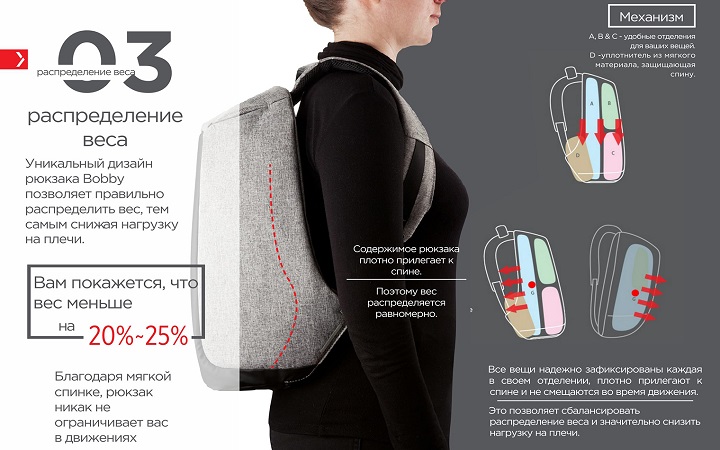 03
распределение веса
распределение
веса
Уникальный дизайн
рюкзака Bobby
позволяет правильно
распределить вес, тем
самым снижая нагрузку
на плечи.
Вам покажется, что
вес меньше
на 20%~25%
Благодаря мягкой
спинке, рюкзак
никак не
ограничивает вас
в движениях
Содержимое рюкзака
плотно прилегает к
спине.
Поэтому вес
распределяется
равномерно.
Механизм
A, B & C - удобные отделения
для ваших вещей.
D -уплотнитель из мягкого
материала, защищающая
спину.
A
B
D
C
G
G
Все вещи надежно зафиксированы каждая
в своем отделении, плотно прилегают к
спине и не смещаются во время движения.
Это позволяет сбалансировать
распределение веса и значительно снизить
нагрузку на плечи.